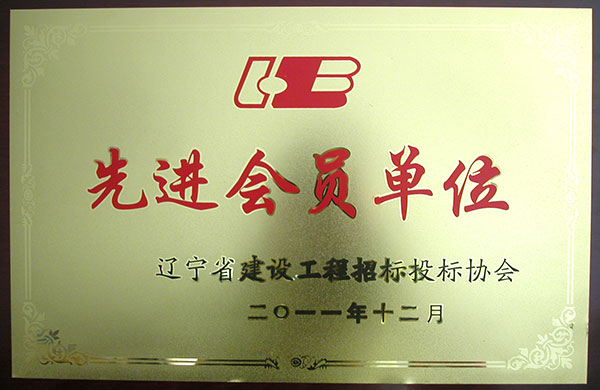 先进会员单位
辽宁省建设工程招标投标协会
二〇一一年十二月